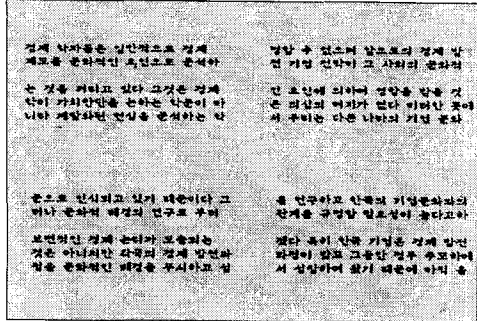 경제 학자들은 일반적으로 경제
제도를 문화적인 요인으로 분석하
는 것을 꺼리고 있다 그것은 경제
학이 가치판단을 논하는 학문이 아
니라 계량화된 현실을 분석하는 학
문으로 인식되고 있기 때문이다 그
러나 문화적 배경의 연구로 부터
보편적인 경제 논리가 도출되는
것은 아니지만 각국의 경제 발전과
정을 문화적인 배경을 무시하고 설
명할 수 없으며 앞으로의 경제 발
전 기업 전략이 그 사회의 문화적
인 요인에 의하여 영향을 받을 것
은 의심의 여지가 없다 이러한 뜻에
서 우리는 다른 나라의 기업 문화
를 연구하고 한국의 기업문화와의
관계를 규명할 필요성이 높다고하
겠다 특히 한국 기업은 경제 발전
과정이 짧고 그동안 정부 주도하에
서 성장하여 왔기 때문에 아직 올